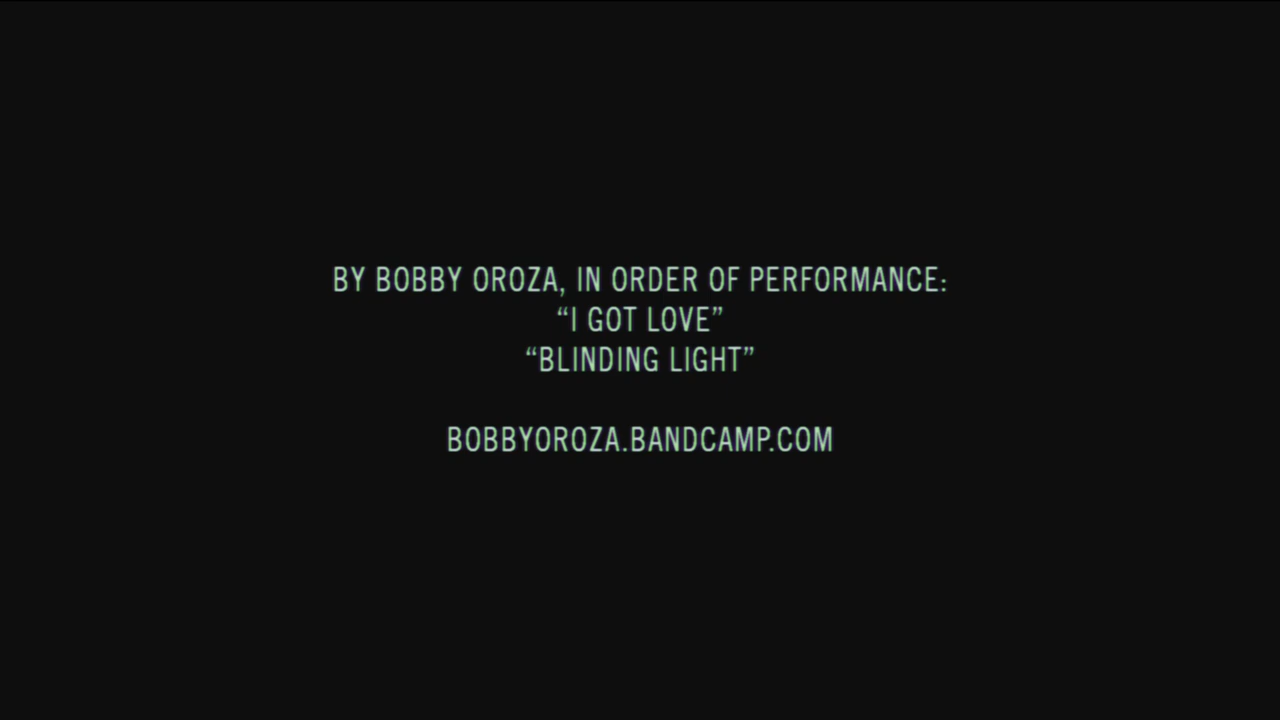 BY BOBBY OROZA, IN ORDER OF PERFORMANCE:
“I GOT LOVE”
“BLINDING LIGHT”
BOBBYOROZA.BANDCAMP.COM